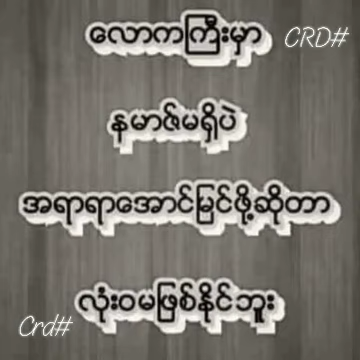 လောကကြီးမှာ CRD#
နမာဇ်မရှိပဲ
အရာရာအောင်မြင်ဖို့ဆိုတာ
လုံးဝမဖြစ်နိုင်ဘူး
Crd#